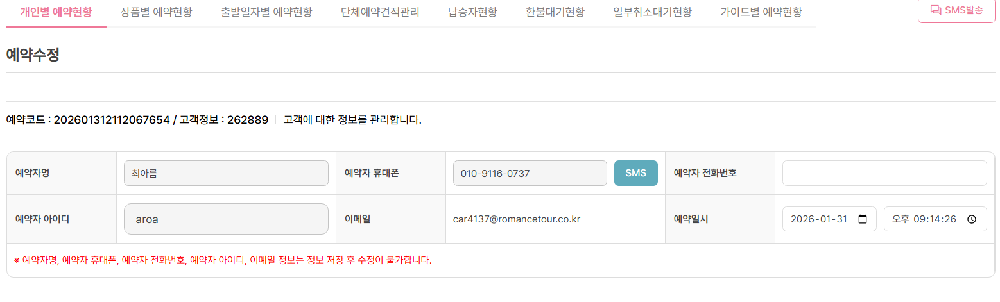 개인별 예약현황 상품별 예약현황 출발일자별 예약현황 단체예약견적관리 탑승자현황 환불대기현황 일부취소대기현황 가이드별 예약현황 SMS발송
예약수정
예약코드 : 202601312112067654 / 고객정보 : 262889 고객에 대한 정보를 관리합니다.
예약자명 최아름 예약자 휴대폰 010-9116-0737 SMS 예약자 전화번호
예약자 아이디 aroa 이메일 car4137@romancetour.co.kr 예약일시 2026-01-31 오후 09:14:26
※ 예약자명, 예약자 휴대폰, 예약자 전화번호, 예약자 아이디, 이메일 정보는 정보 저장 후 수정이 불가합니다.